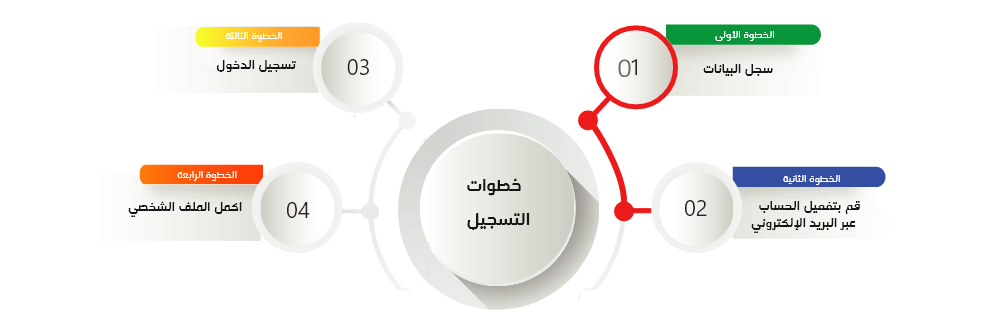 خطوات
التسجيل
الخطوة الأولى
01
سجل البيانات
الخطوة الثانية
02
قم بتفعيل الحساب
عبر البريد الإلكتروني
الخطوة الثالثة
03
تسجيل الدخول
الخطوة الرابعة
04
اكمل الملف الشخصي